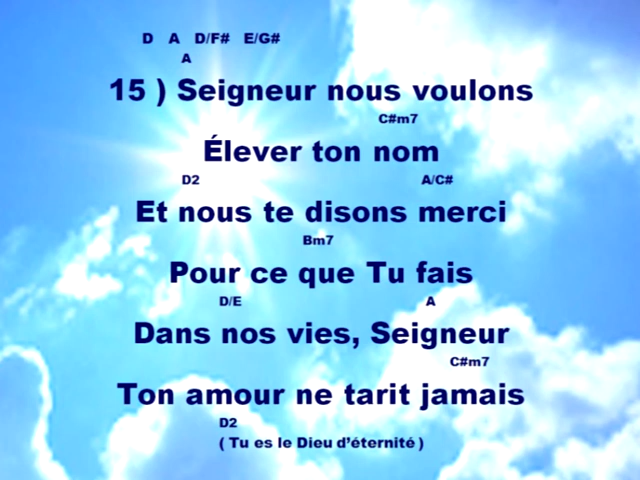 D A D/F# E/G#
A
15 ) Seigneur nous voulons
C#m7
Élever ton nom
D2 A/C#
Et nous te disons merci
Bm7
Pour ce que Tu fais
D/E A
Dans nos vies, Seigneur
C#m7
Ton amour ne tarit jamais
D2
( Tu es le Dieu d’éternité )